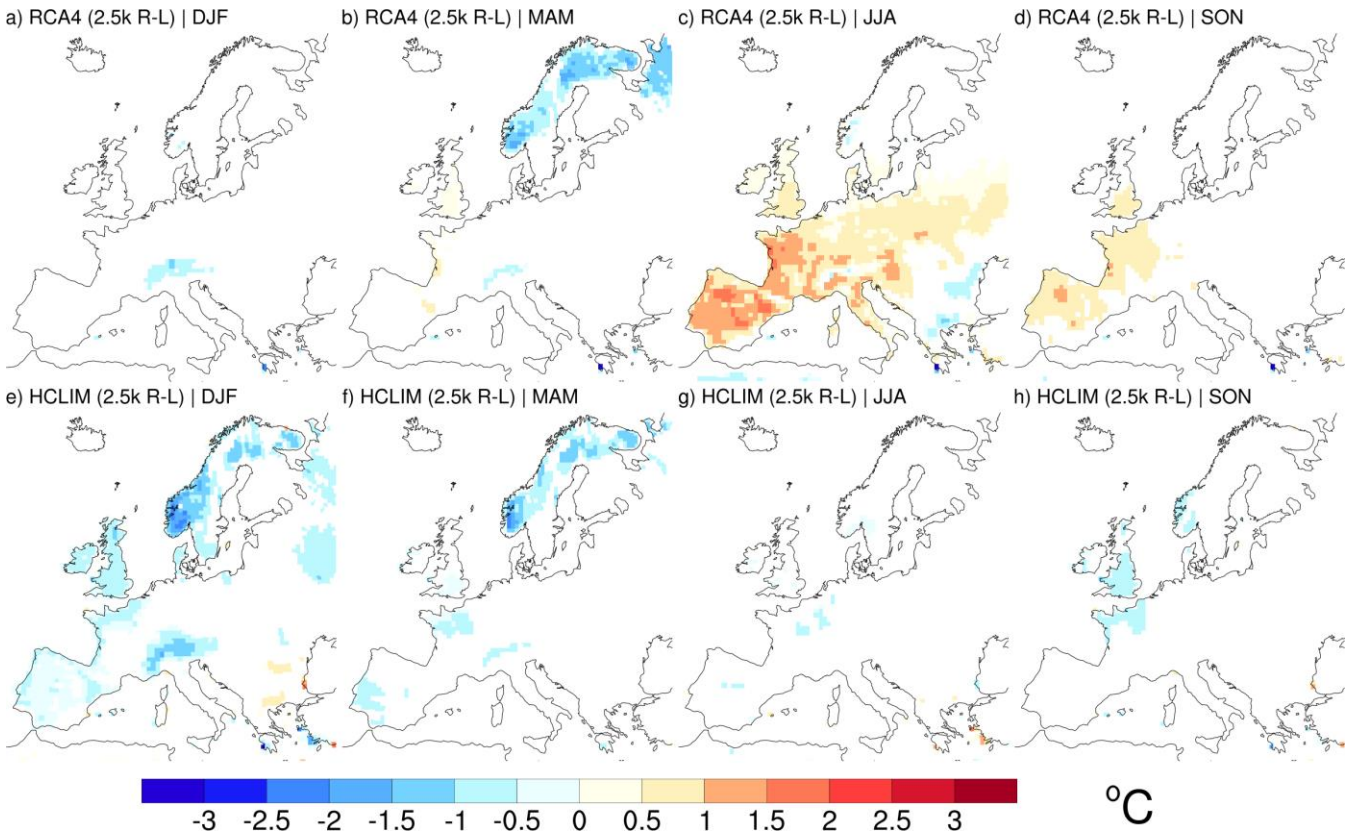 a) RCA4 (2.5k R-L) | DJF
b) RCA4 (2.5k R-L) | MAM
c) RCA4 (2.5k R-L) | JJA
d) RCA4 (2.5k R-L) | SON
e) HCLIM (2.5k R-L) | DJF
f) HCLIM (2.5k R-L) | MAM
g) HCLIM (2.5k R-L) | JJA
h) HCLIM (2.5k R-L) | SON
-3 -2.5 -2 -1.5 -1 -0.5 0 0.5 1 1.5 2 2.5 3
°C